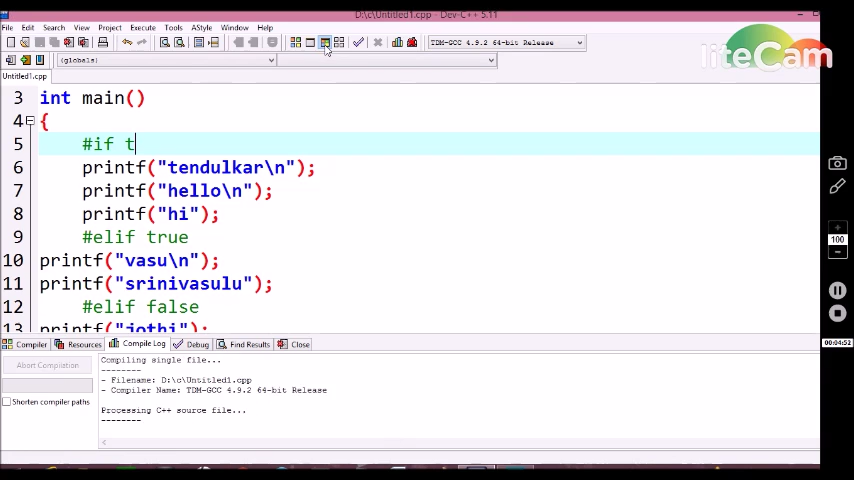 D:\c\Untitled1.cpp - Dev-C++ 5.11
File Edit Search View Project Execute Tools AStyle Window Help
TDM-GCC 4.9.2 64-bit Release
liteCam
(globals)
Untitled1.cpp
3 int main()
4 {
5 #if t
6 printf("tendulkar\n");
7 printf("hello\n");
8 printf("hi");
9 #elif true
10 printf("vasu\n");
11 printf("srinivasulu");
12 #elif false
13 printf("jothi");
100
00:04:52
Compiler Resources Compile Log Debug Find Results Close
Abort Compilation
Shorten compiler paths
Compiling single file...
--------
- Filename: D:\c\Untitled1.cpp
- Compiler Name: TDM-GCC 4.9.2 64-bit Release
Processing C++ source file...
--------